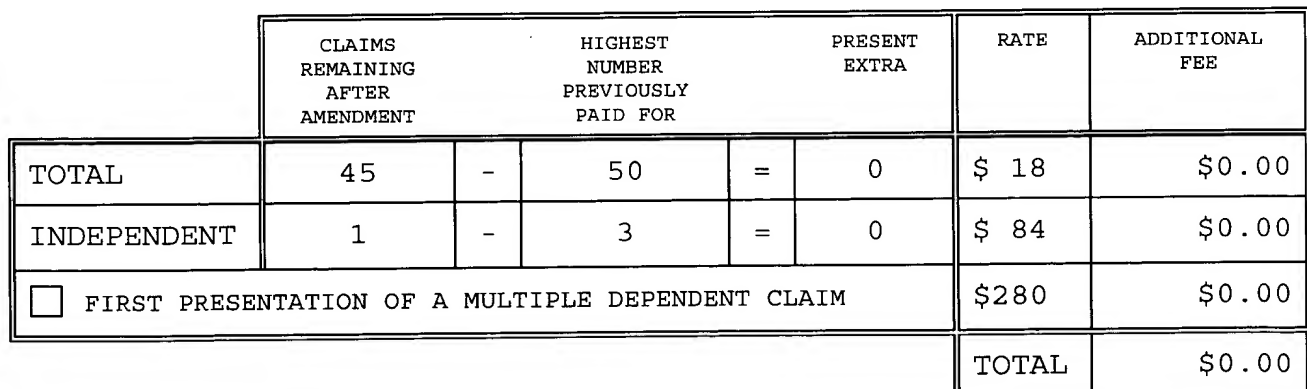 CLAIMS REMAINING AFTER AMENDMENT HIGHEST NUMBER PREVIOUSLY PAID FOR PRESENT EXTRA RATE ADDITIONAL FEE
TOTAL 45 - 50 = 0 $ 18 $0.00
INDEPENDENT 1 - 3 = 0 $ 84 $0.00
FIRST PRESENTATION OF A MULTIPLE DEPENDENT CLAIM $280 $0.00
TOTAL $0.00